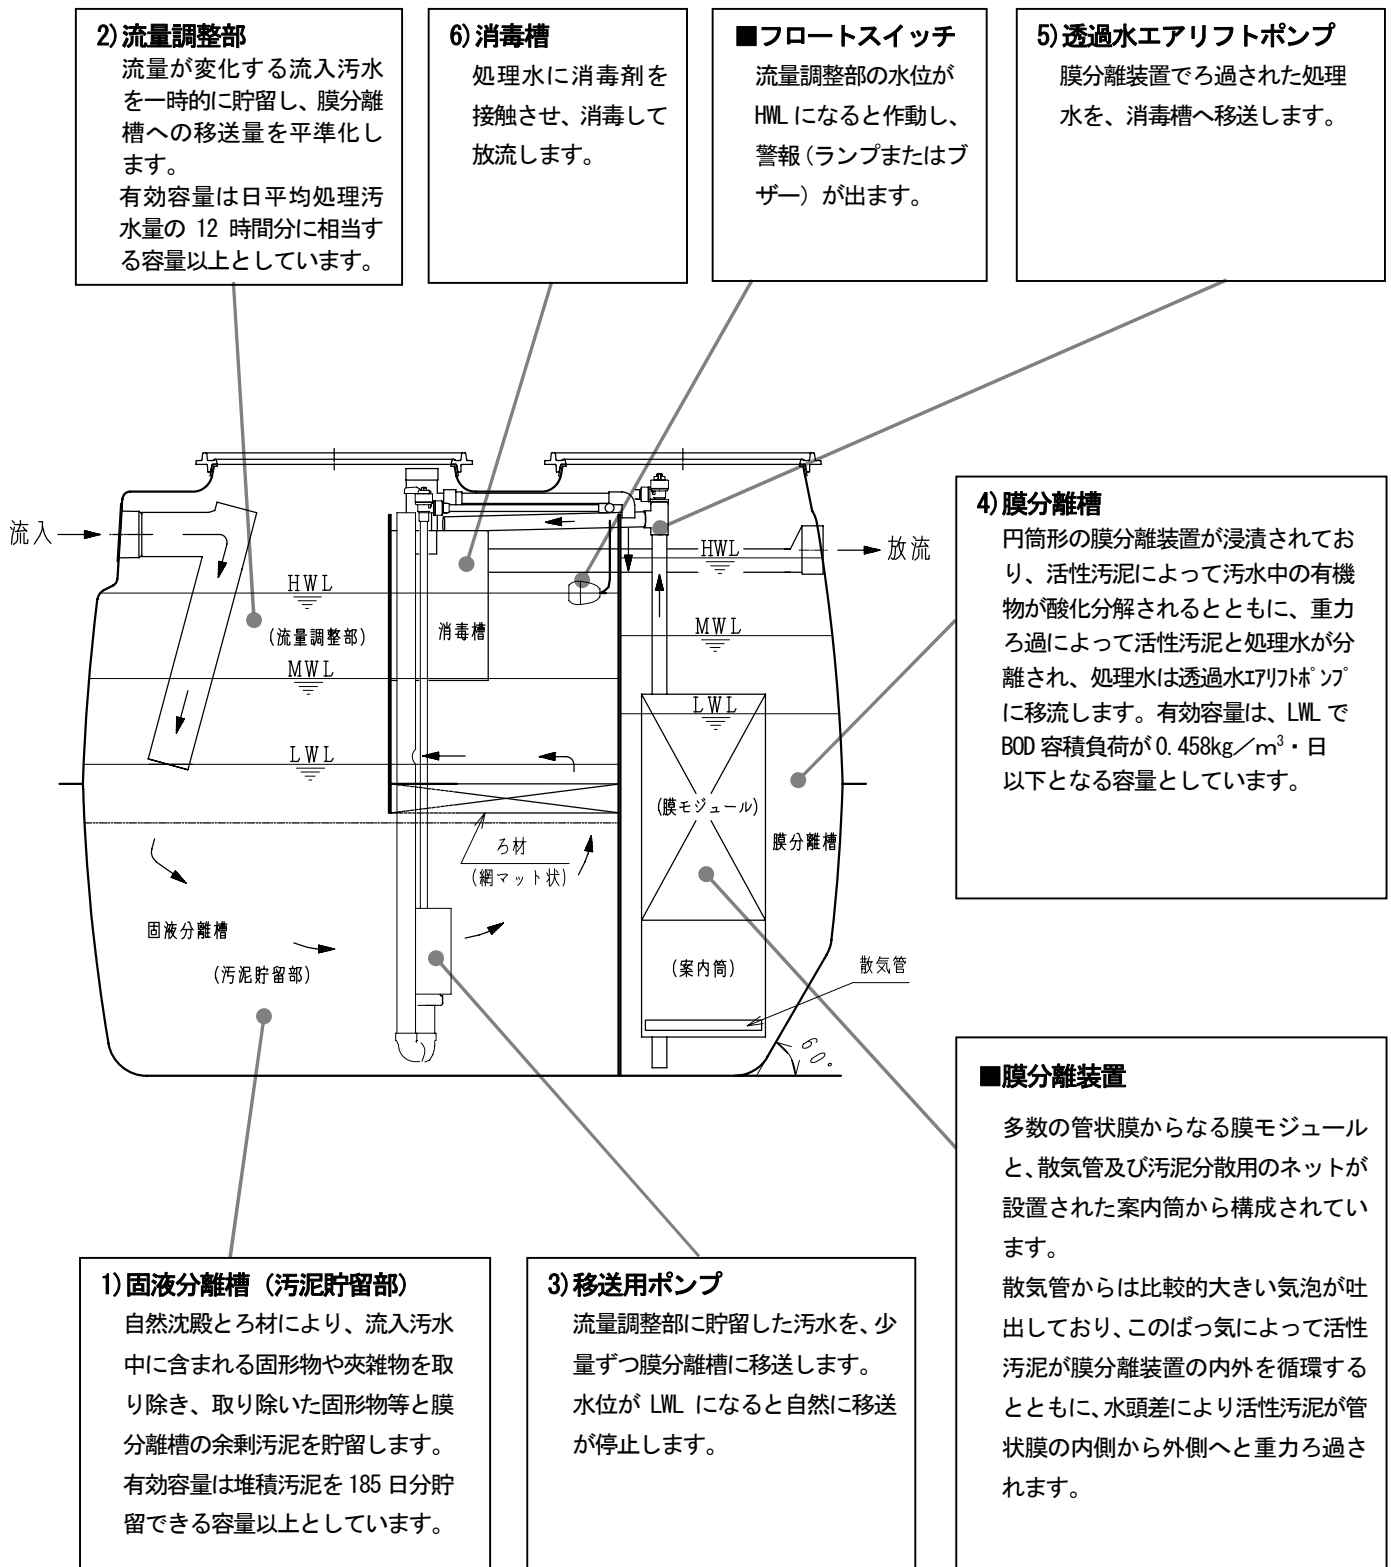 2)流量調整部
流量が変化する流入汚水
を一時的に貯留し、膜分離
槽への移送量を平準化し
ます。
有効容量は日平均処理汚
水量の 12 時間分に相当す
る容量以上としています。
6)消毒槽
処理水に消毒剤を
接触させ、消毒して
放流します。
■フロートスイッチ
流量調整部の水位が
HWL になると作動し、
警報(ランプまたはブ
ザー)が出ます。
5)透過水エアリフトポンプ
膜分離装置でろ過された処理
水を、消毒槽へ移送します。
流入
HWL
(流量調整部)
MWL
LWL
消毒槽
HWL
放流
MWL
LWL
(膜モジュール)
膜分離槽
ろ材
(網マット状)
固液分離槽
(汚泥貯留部)
(案内筒)
散気管
60°
4)膜分離槽
円筒形の膜分離装置が浸漬されてお
り、活性汚泥によって汚水中の有機
物が酸化分解されるとともに、重力
ろ過によって活性汚泥と処理水が分
離され、処理水は透過水ｴｱﾘﾌﾄﾎﾟﾝﾌﾟ
に移流します。有効容量は、LWL で
BOD 容積負荷が 0.458kg／m³・日
以下となる容量としています。
■膜分離装置
多数の管状膜からなる膜モジュール
と、散気管及び汚泥分散用のネットが
設置された案内筒から構成されてい
ます。
散気管からは比較的大きい気泡が吐
出しており、このばっ気によって活性
汚泥が膜分離装置の内外を循環する
とともに、水頭差により活性汚泥が管
状膜の内側から外側へと重力ろ過さ
れます。
1)固液分離槽(汚泥貯留部)
自然沈殿とろ材により、流入汚水
中に含まれる固形物や夾雑物を取
り除き、取り除いた固形物等と膜
分離槽の余剰汚泥を貯留します。
有効容量は堆積汚泥を 185 日分貯
留できる容量以上としています。
3)移送用ポンプ
流量調整部に貯留した汚水を、少
量ずつ膜分離槽に移送します。
水位が LWL になると自然に移送
が停止します。